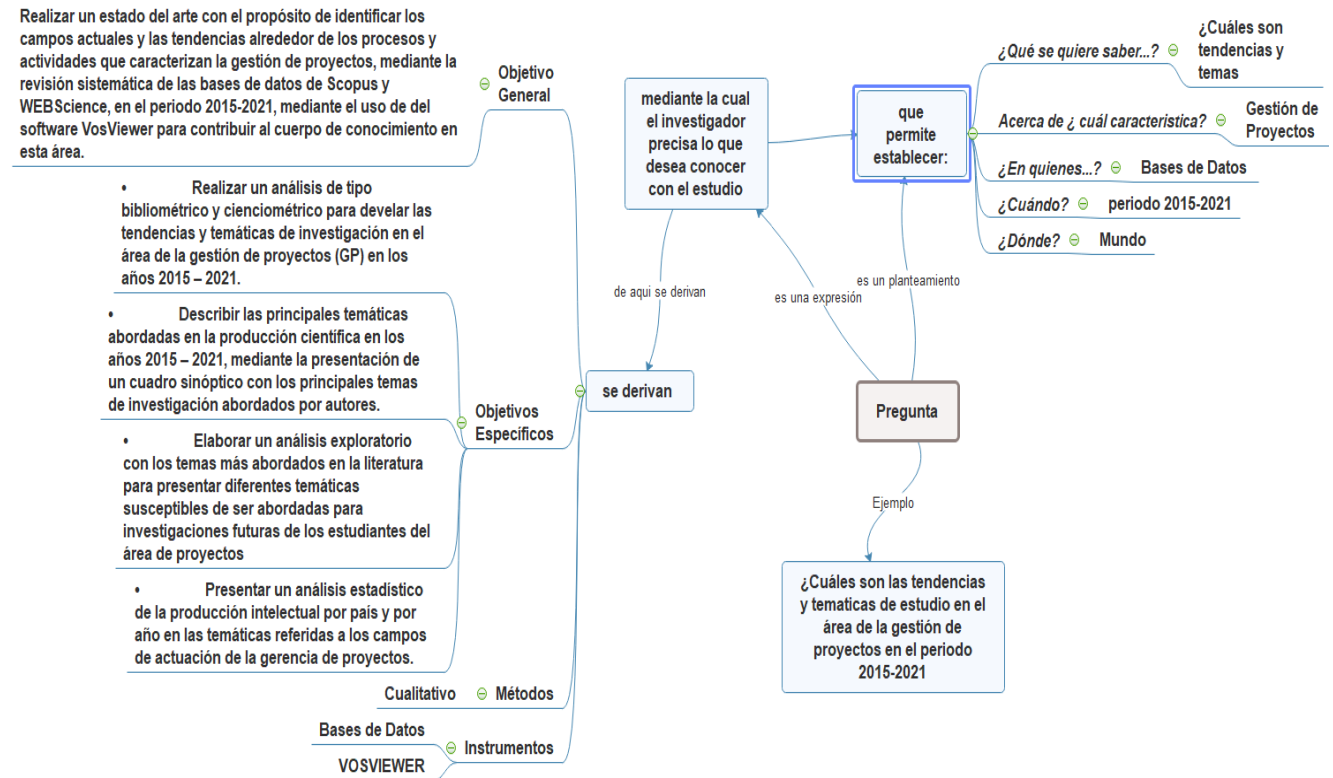 Realizar un estado del arte con el propósito de identificar los
campos actuales y las tendencias alrededor de los procesos y
actividades que caracterizan la gestión de proyectos, mediante la
revisión sistemática de las bases de datos de Scopus y
WEBScience, en el periodo 2015-2021, mediante el uso de del
software VosViewer para contribuir al cuerpo de conocimiento en
esta área.
Objetivo
General
• Realizar un análisis de tipo
bibliométrico y cienciométrico para develar las
tendencias y temáticas de investigación en el
área de la gestión de proyectos (GP) en los
años 2015 – 2021.
• Describir las principales temáticas
abordadas en la producción científica en los
años 2015 – 2021, mediante la presentación de
un cuadro sinóptico con los principales temas
de investigación abordados por autores.
• Elaborar un análisis exploratorio
con los temas más abordados en la literatura
para presentar diferentes temáticas
susceptibles de ser abordadas para
investigaciones futuras de los estudiantes del
área de proyectos
• Presentar un análisis estadístico
de la producción intelectual por país y por
año en las temáticas referidas a los campos
de actuación de la gerencia de proyectos.
Objetivos
Específicos
Cualitativo
Métodos
Bases de Datos
VOSVIEWER
Instrumentos
se derivan
de aqui se derivan
mediante la cual
el investigador
precisa lo que
desea conocer
con el estudio
es una expresión
es un planteamiento
que
permite
establecer:
¿Qué se quiere saber...?
¿Cuáles son
tendencias y
temas
Acerca de ¿ cuál caracteristica?
Gestión de
Proyectos
¿En quienes...?
Bases de Datos
¿Cuándo?
periodo 2015-2021
¿Dónde?
Mundo
Pregunta
Ejemplo
¿Cuáles son las tendencias
y tematicas de estudio en el
área de la gestión de
proyectos en el periodo
2015-2021